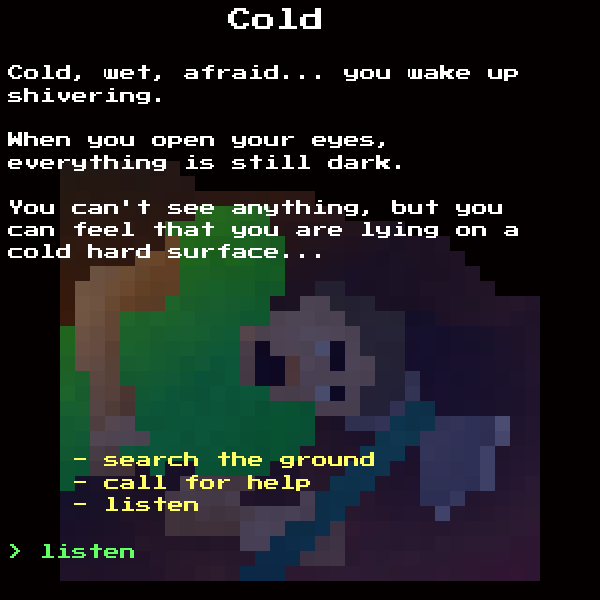 Cold
Cold, wet, afraid... you wake up
shivering.
When you open your eyes,
everything is still dark.
You can't see anything, but you
can feel that you are lying on a
cold hard surface...
- search the ground
- call for help
- listen
> listen